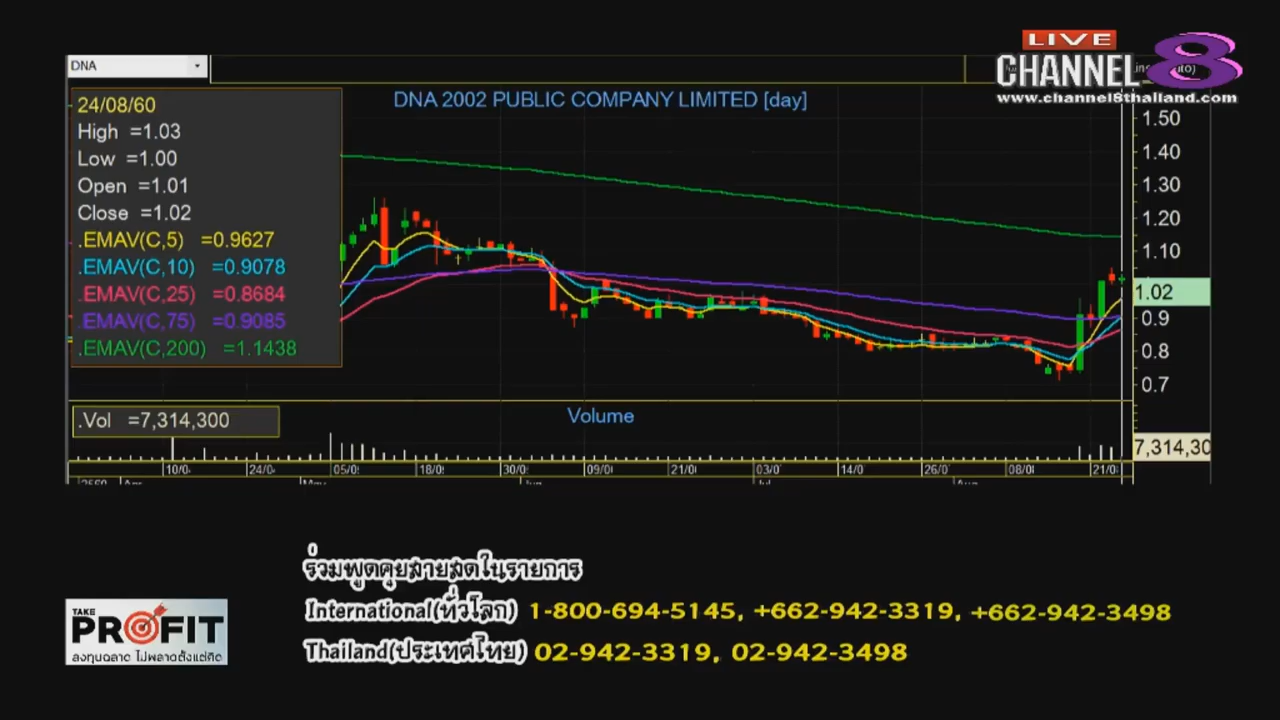 LIVE
CHANNEL 8
www.channel8thailand.com
DNA
DNA 2002 PUBLIC COMPANY LIMITED [day]
24/08/60
High =1.03
Low =1.00
Open =1.01
Close =1.02
.EMAV(C,5) =0.9627
.EMAV(C,10) =0.9078
.EMAV(C,25) =0.8684
.EMAV(C,75) =0.9085
.EMAV(C,200) =1.1438
1.50
1.40
1.30
1.20
1.10
1.02
0.9
0.8
0.7
.Vol =7,314,300
Volume
7,314,30
10/0 24/0 05/0 18/0 30/0 09/0 21/0 03/0 14/0 26/0 08/0 21/0
ร่วมพูดคุยสายสดในรายการ
International(ทั่วโลก) 1-800-694-5145, +662-942-3319, +662-942-3498
Thailand(ประเทศไทย) 02-942-3319, 02-942-3498
TAKE
PROFIT
ลงทุนฉลาด ไม่พลาดตั้งแต่คิด